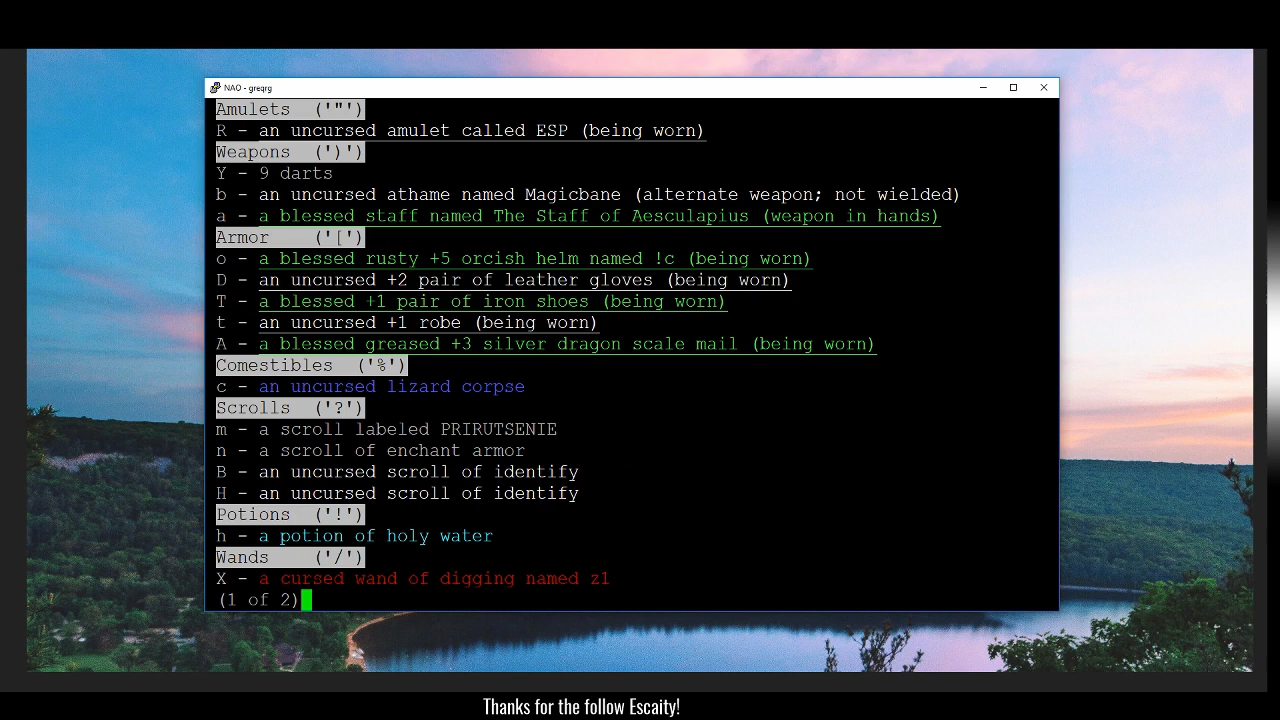 NAO - greqrg
Amulets ('"')
R - an uncursed amulet called ESP (being worn)
Weapons (')')
Y - 9 darts
b - an uncursed athame named Magicbane (alternate weapon; not wielded)
a - a blessed staff named The Staff of Aesculapius (weapon in hands)
Armor ('[')
o - a blessed rusty +5 orcish helm named !c (being worn)
D - an uncursed +2 pair of leather gloves (being worn)
T - a blessed +1 pair of iron shoes (being worn)
t - an uncursed +1 robe (being worn)
A - a blessed greased +3 silver dragon scale mail (being worn)
Comestibles ('%')
c - an uncursed lizard corpse
Scrolls ('?')
m - a scroll labeled PRIRUTSENIE
n - a scroll of enchant armor
B - an uncursed scroll of identify
H - an uncursed scroll of identify
Potions ('!')
h - a potion of holy water
Wands ('/')
X - a cursed wand of digging named z1
(1 of 2)
Thanks for the follow Escaity!